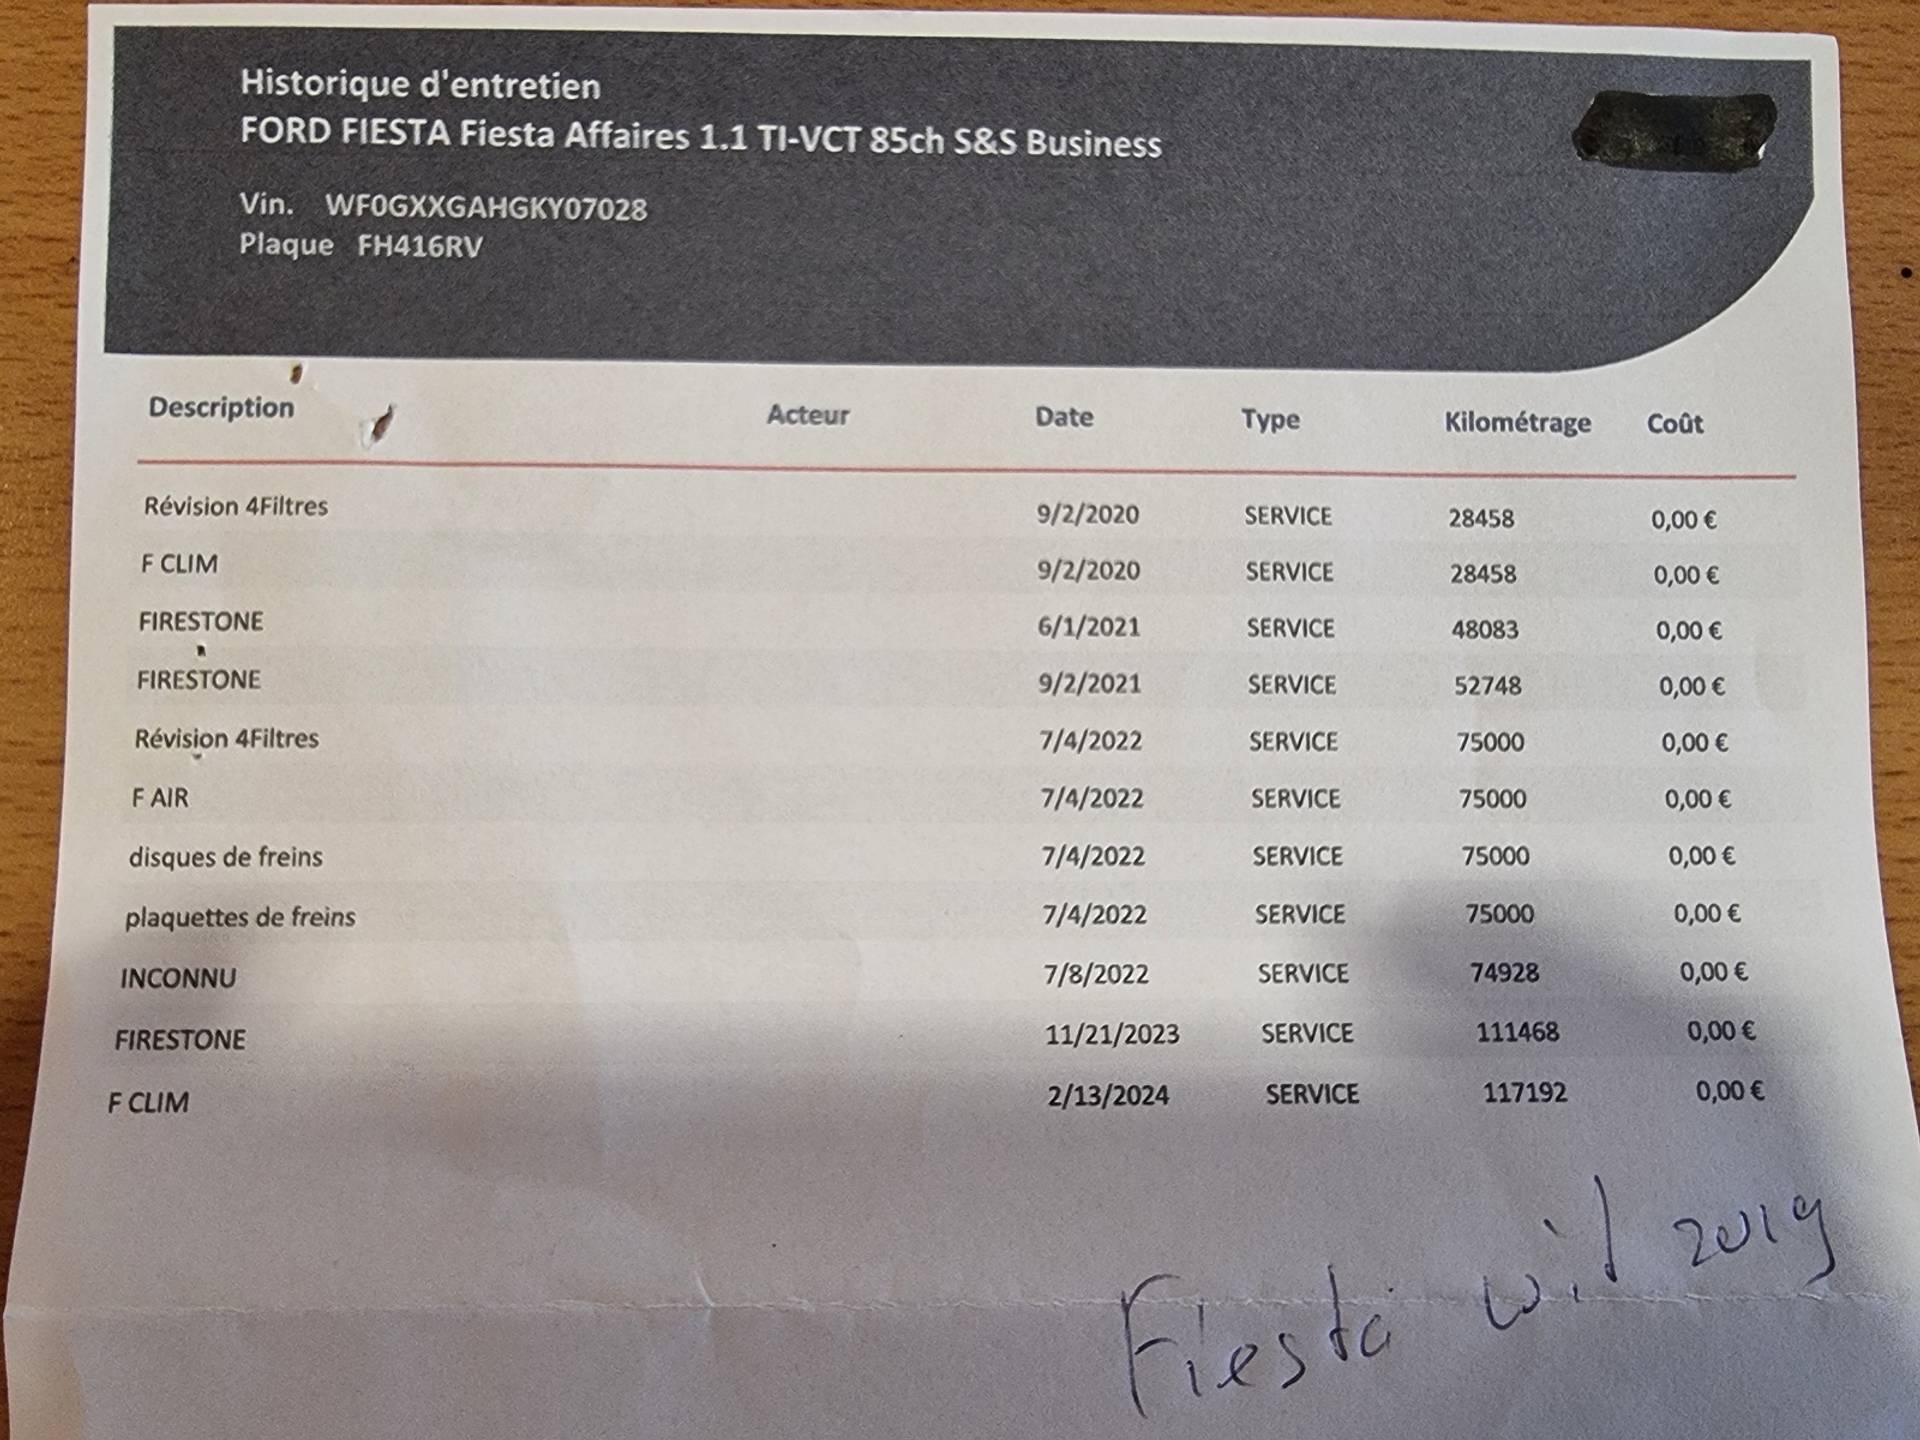 Historique d'entretien
FORD FIESTA Fiesta Affaires 1.1 TI-VCT 85ch S&S Business
Vin. WF0GXXGAHGKY07028
Plaque FH416RV
Description Acteur Date Type Kilométrage Coût
Révision 4Filtres 9/2/2020 SERVICE 28458 0,00 €
F CLIM 9/2/2020 SERVICE 28458 0,00 €
FIRESTONE 6/1/2021 SERVICE 48083 0,00 €
FIRESTONE 9/2/2021 SERVICE 52748 0,00 €
Révision 4Filtres 7/4/2022 SERVICE 75000 0,00 €
F AIR 7/4/2022 SERVICE 75000 0,00 €
disques de freins 7/4/2022 SERVICE 75000 0,00 €
plaquettes de freins 7/4/2022 SERVICE 75000 0,00 €
INCONNU 7/8/2022 SERVICE 74928 0,00 €
FIRESTONE 11/21/2023 SERVICE 111468 0,00 €
F CLIM 2/13/2024 SERVICE 117192 0,00 €
Fiesta wit 2019